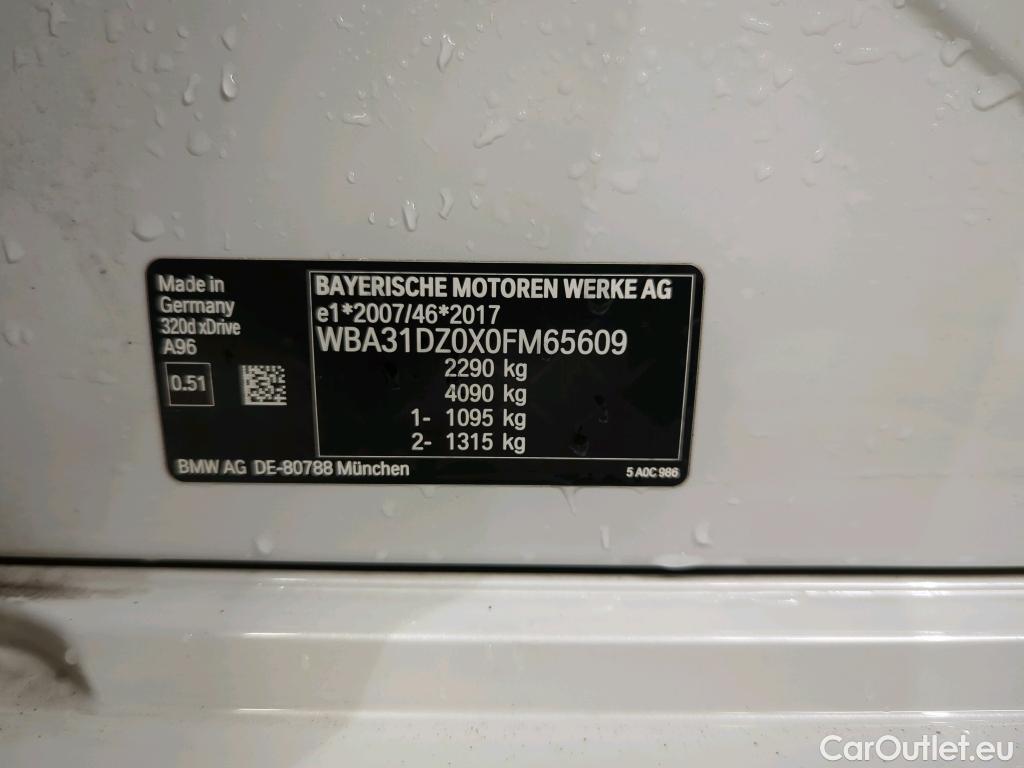 Made in
Germany
320d xDrive
A96
0.51
BAYERISCHE MOTOREN WERKE AG
e1*2007/46*2017
WBA31DZ0X0FM65609
2290 kg
4090 kg
1- 1095 kg
2- 1315 kg
BMW AG DE-80788 München
5 A0C 986
CarOutlet.eu